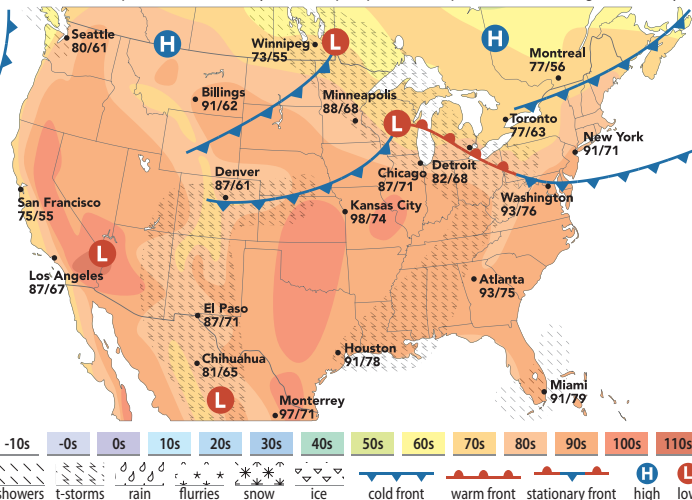 Seattle
80/61
H
Winnipeg
73/55
L
H
Montreal
77/56
Billings
91/62
Minneapolis
88/68
L
Toronto
77/63
New York
91/71
Denver
87/61
Chicago
87/71
Detroit
82/68
San Francisco
75/55
Kansas City
98/74
Washington
93/76
L
Los Angeles
87/67
Atlanta
93/75
El Paso
87/71
Houston
91/78
Chihuahua
81/65
L
Monterrey
97/71
Miami
91/79
-10s -0s 0s 10s 20s 30s 40s 50s 60s 70s 80s 90s 100s 110s
H L
showers t-storms rain flurries snow ice cold front warm front stationary front high low